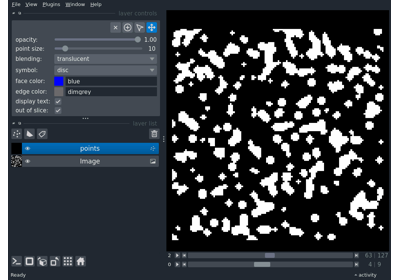 File View Plugins Window Help
layer controls
opacity: 1.00
point size: 10
blending: translucent
symbol: disc
face color: blue
edge color: dimgrey
display text:
out of slice:
layer list
points
Image
2 63 127
0 4 9
Ready
activity